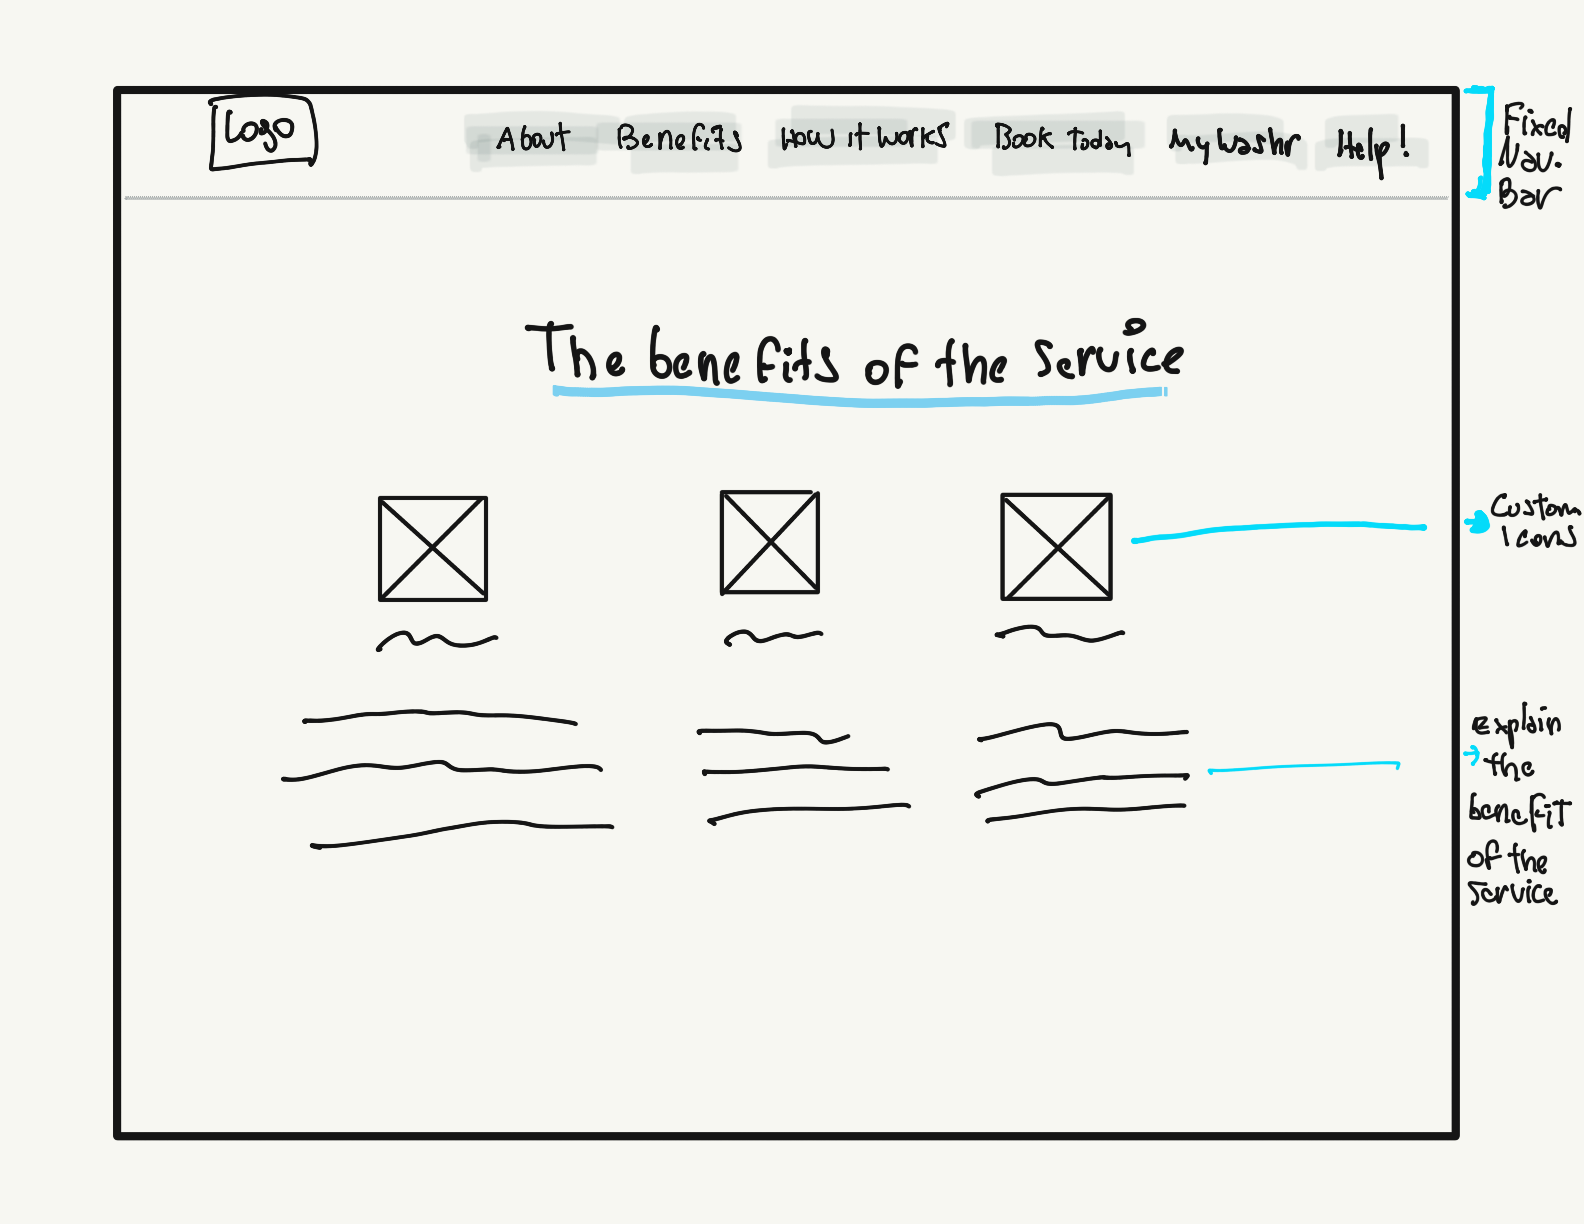 Logo
About Benefits How it works Book Today My Washr Help!
Fixed
Nav.
Bar
The benefits of the service
Custom
Icons
explain
the
benefit
of the
service